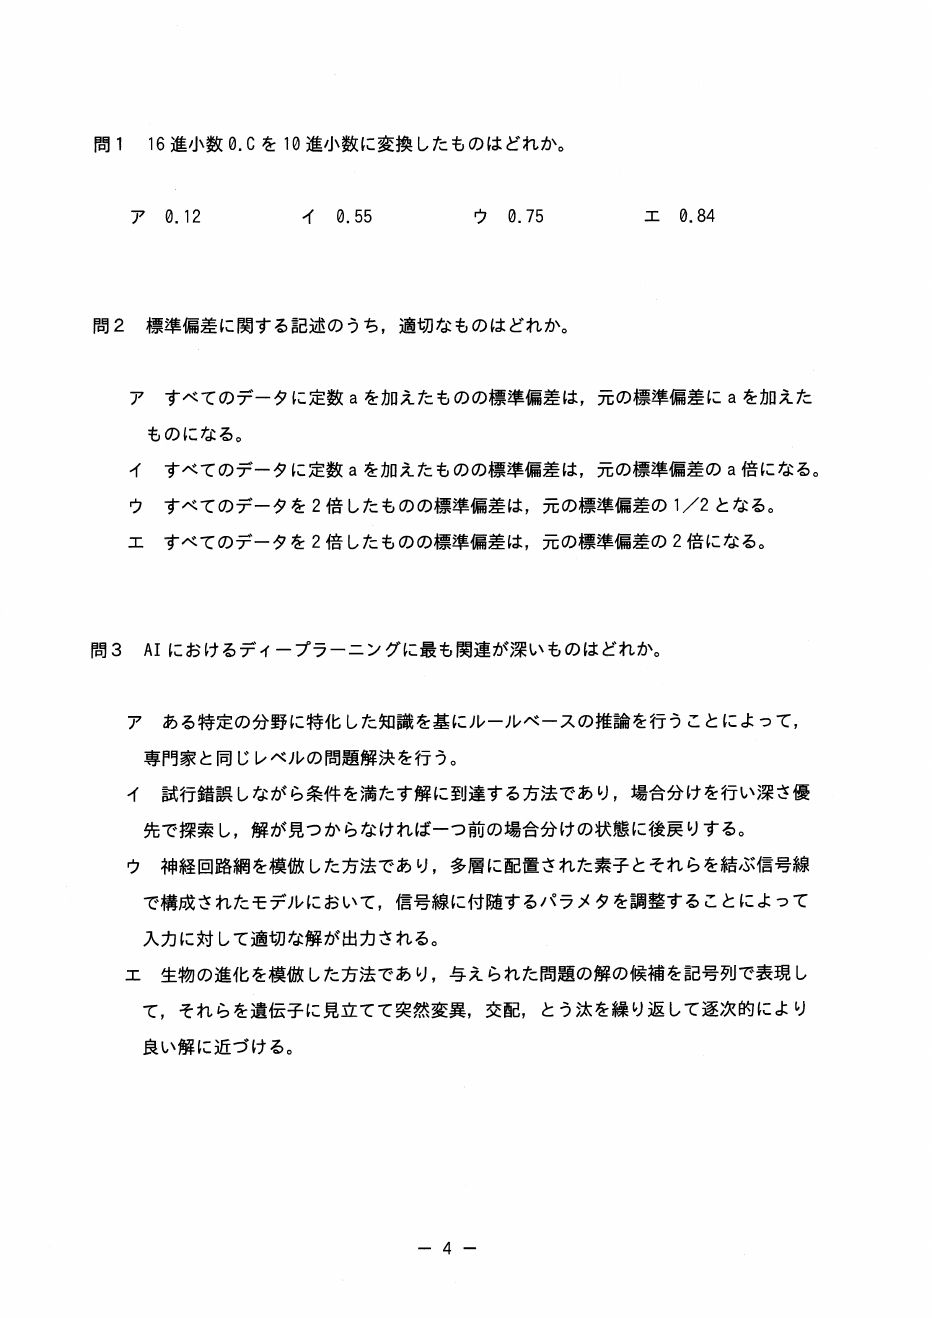 問1 16進小数0.Cを10進小数に変換したものはどれか。
ア 0.12 イ 0.55 ウ 0.75 エ 0.84
問2 標準偏差に関する記述のうち，適切なものはどれか。
ア すべてのデータに定数aを加えたものの標準偏差は，元の標準偏差にaを加えた
ものになる。
イ すべてのデータに定数aを加えたものの標準偏差は，元の標準偏差のa倍になる。
ウ すべてのデータを2倍したものの標準偏差は，元の標準偏差の1／2となる。
エ すべてのデータを2倍したものの標準偏差は，元の標準偏差の2倍になる。
問3 AIにおけるディープラーニングに最も関連が深いものはどれか。
ア ある特定の分野に特化した知識を基にルールベースの推論を行うことによって，
専門家と同じレベルの問題解決を行う。
イ 試行錯誤しながら条件を満たす解に到達する方法であり，場合分けを行い深さ優
先で探索し，解が見つからなければ一つ前の場合分けの状態に後戻りする。
ウ 神経回路網を模倣した方法であり，多層に配置された素子とそれらを結ぶ信号線
で構成されたモデルにおいて，信号線に付随するパラメタを調整することによって
入力に対して適切な解が出力される。
エ 生物の進化を模倣した方法であり，与えられた問題の解の候補を記号列で表現し
て，それらを遺伝子に見立てて突然変異，交配，とう汰を繰り返して逐次的により
良い解に近づける。
－ 4 －